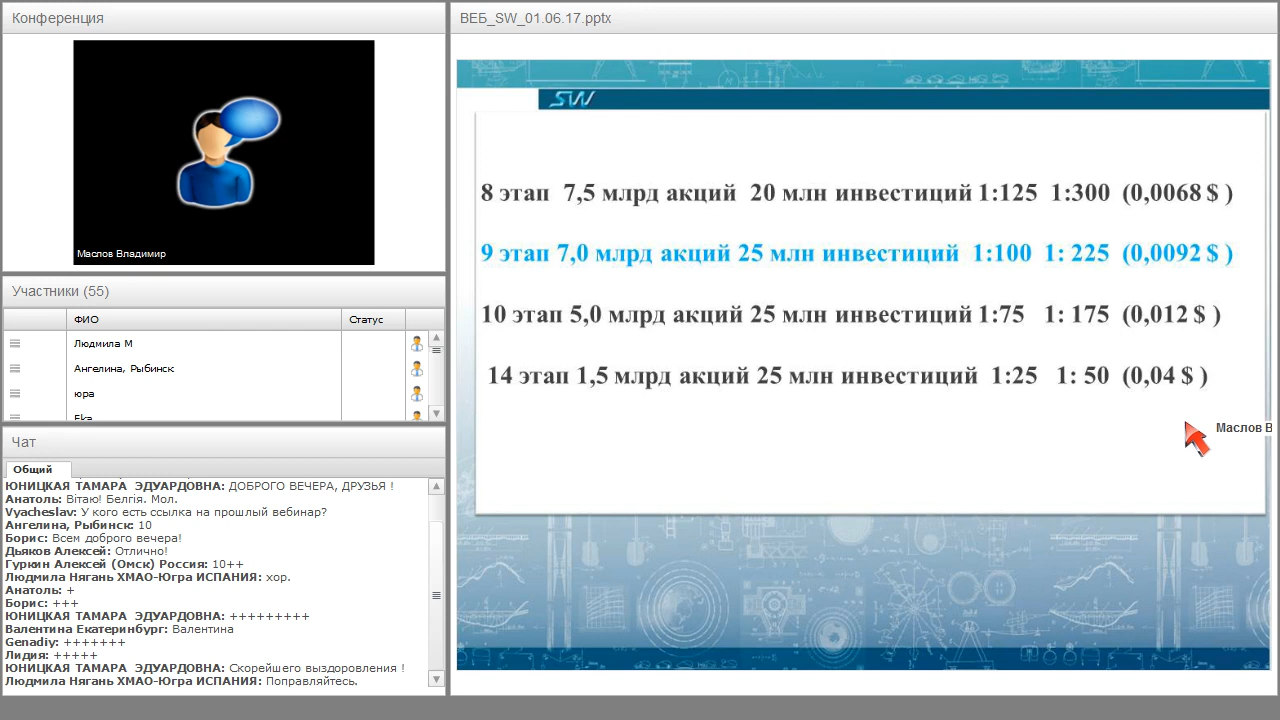 Конференция
Маслов Владимир
Участники (55)
ФИО
Статус
Людмила М
Ангелина, Рыбинск
юра
Eka
Чат
Общий
ЮНИЦКАЯ ТАМАРА ЭДУАРДОВНА: ДОБРОГО ВЕЧЕРА, ДРУЗЬЯ !
Анатоль: Вітаю! Белгія. Мол.
Vyacheslav: У кого есть ссылка на прошлый вебинар?
Ангелина, Рыбинск: 10
Борис: Всем доброго вечера!
Дьяков Алексей: Отлично!
Гуркин Алексей (Омск) Россия: 10++
Людмила Нягань ХМАО-Югра ИСПАНИЯ: хор.
Анатоль: +
Борис: +++
ЮНИЦКАЯ ТАМАРА ЭДУАРДОВНА: +++++++++
Валентина Екатеринбург: Валентина
Genadiy: +++++++
Лидия: +++++
ЮНИЦКАЯ ТАМАРА ЭДУАРДОВНА: Скорейшего выздоровления !
Людмила Нягань ХМАО-Югра ИСПАНИЯ: Поправляйтесь.
ВЕБ_SW_01.06.17.pptx
SW
8 этап 7,5 млрд акций 20 млн инвестиций 1:125 1:300 (0,0068 $ )
9 этап 7,0 млрд акций 25 млн инвестиций 1:100 1: 225 (0,0092 $ )
10 этап 5,0 млрд акций 25 млн инвестиций 1:75 1: 175 (0,012 $ )
14 этап 1,5 млрд акций 25 млн инвестиций 1:25 1: 50 (0,04 $ )
Маслов В